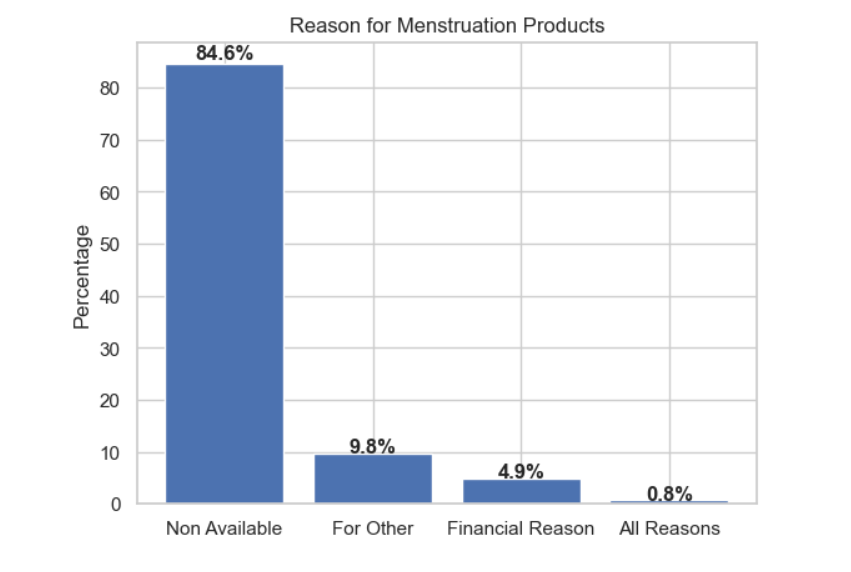 Reason for Menstruation Products
84.6%
80
70
60
50
40
30
20
10
0
Percentage
9.8%
4.9%
0.8%
Non Available
For Other
Financial Reason
All Reasons